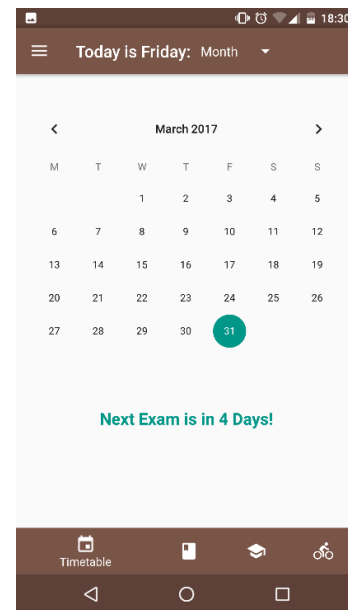 18:30
Today is Friday: Month
March 2017
M T W T F S S
1 2 3 4 5
6 7 8 9 10 11 12
13 14 15 16 17 18 19
20 21 22 23 24 25 26
27 28 29 30 31
Next Exam is in 4 Days!
Timetable